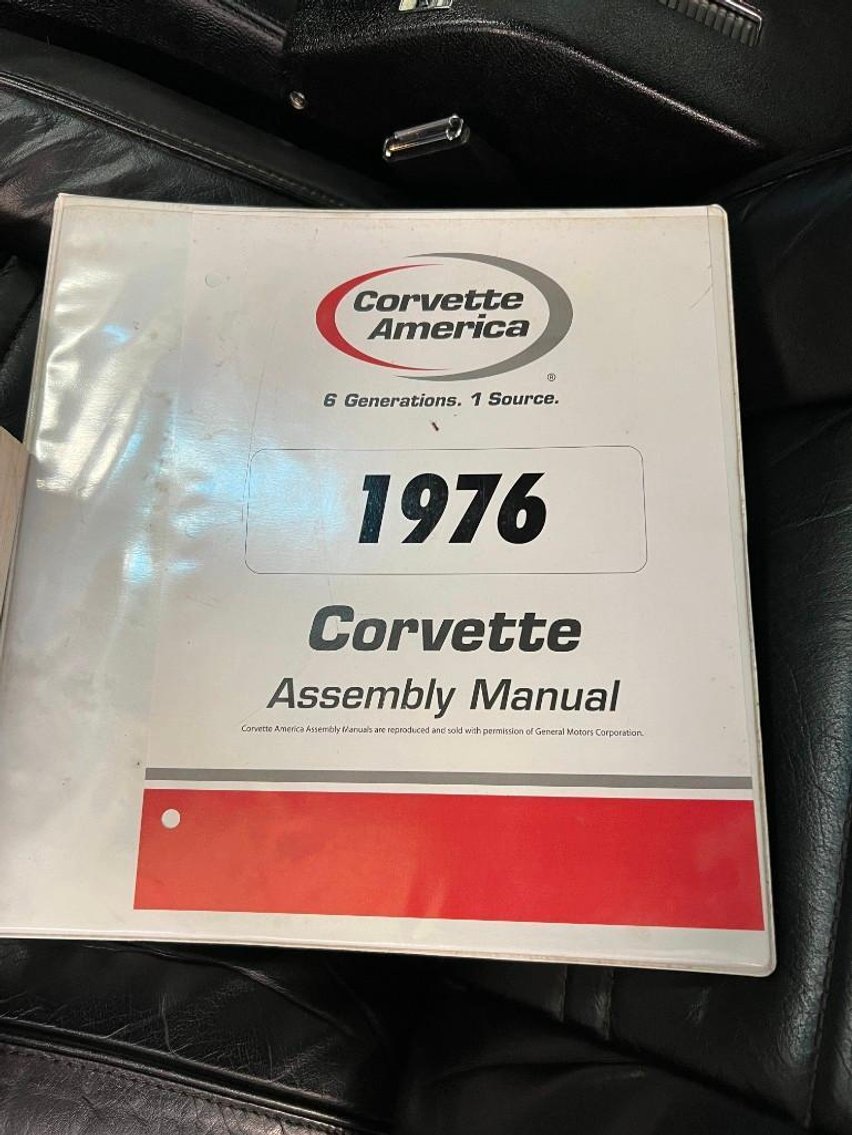 Corvette
America
®
6 Generations. 1 Source.
1976
Corvette
Assembly Manual
Corvette America Assembly Manuals are reproduced and sold with permission of General Motors Corporation.